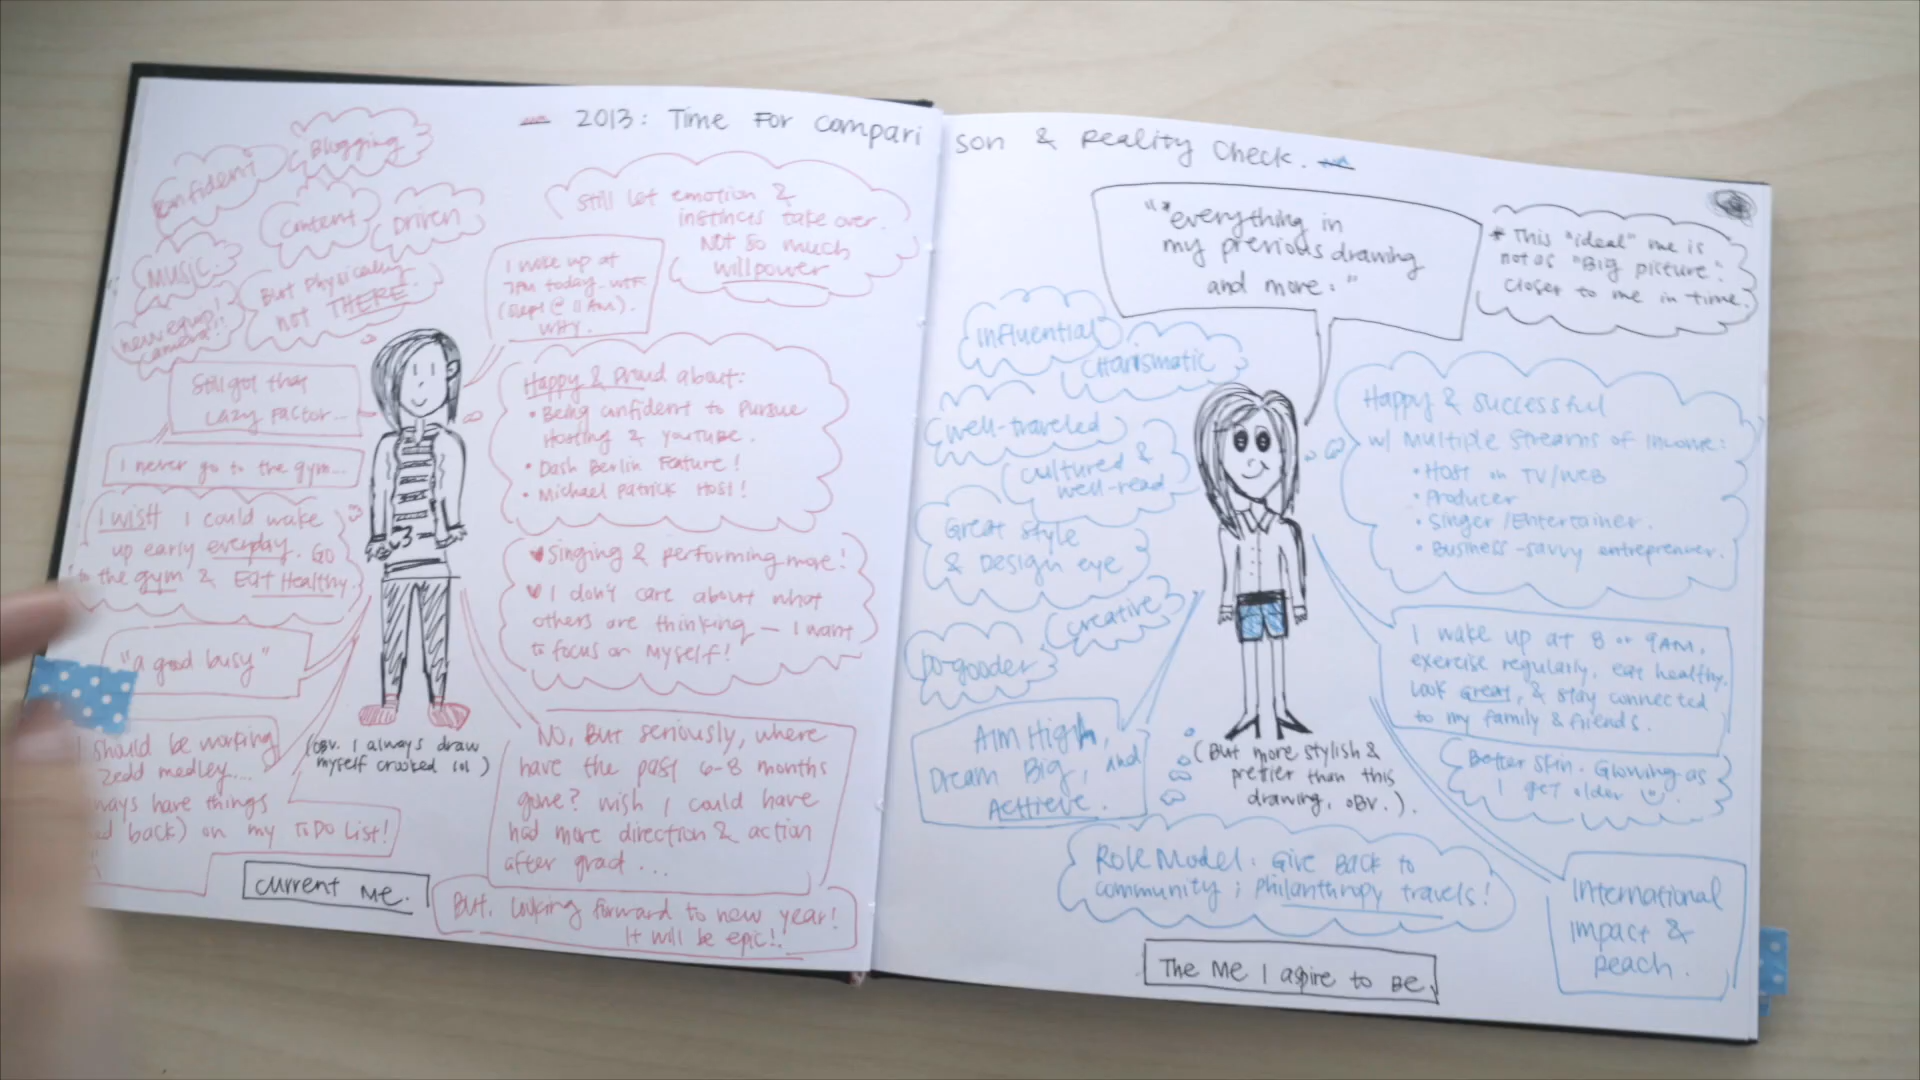 2013: Time For Comparison & Reality Check.
Confident
Blogging
Content
Driven
MUSIC.
But Physically
not THERE.
new equip!!
camera!!
Still let emotion &
instincts take over.
Not so much
willpower
I woke up at
7PM today. WTF.
(Slept @ 11 AM).
WHY.
Still got that
Lazy Factor...
I never go to the gym...
I WISH I could wake
up early everyday. Go
to the gym & Eat Healthy.
"a good busy"
I should be working
Zedd medley....
have things
back) on my To Do List!
(OBV. I always draw
myself crooked lol)
Happy & Proud about:
• Being confident to pursue
Hosting & YouTube.
• Dash Berlin Feature!
• Michael Patrick Host!
♥ Singing & performing more!
♥ I don't care about what
others are thinking — I want
to focus on Myself!
NO, But seriously, where
have the past 6-8 months
gone? Wish I could have
had more direction & action
after grad...
Current Me.
But, looking forward to new year!
It will be epic!!
"*everything in
my previous drawing
and more."
* This "ideal" me is
not as "Big picture".
Closer to me in time.
Influential
Charismatic
Well-traveled
Cultured &
well-read
Great style
& Design eye
Creative
Do-gooder
Aim High,
Dream Big, and
Achieve.
Happy & Successful
w/ Multiple Streams of Income:
• Host on TV/WEB
• Producer
• Singer/Entertainer.
• Business-savvy entreprenuer.
I wake up at 8 or 9AM,
exercise regularly, eat healthy.
Look Great, & stay connected
to my family & friends.
Better Skin. Glowing as
I get older
(But more stylish &
prettier than this
drawing, OBV.).
Role Model: Give Back to
community; Philanthropy travels!
International
Impact &
Reach.
The Me I aspire to Be.